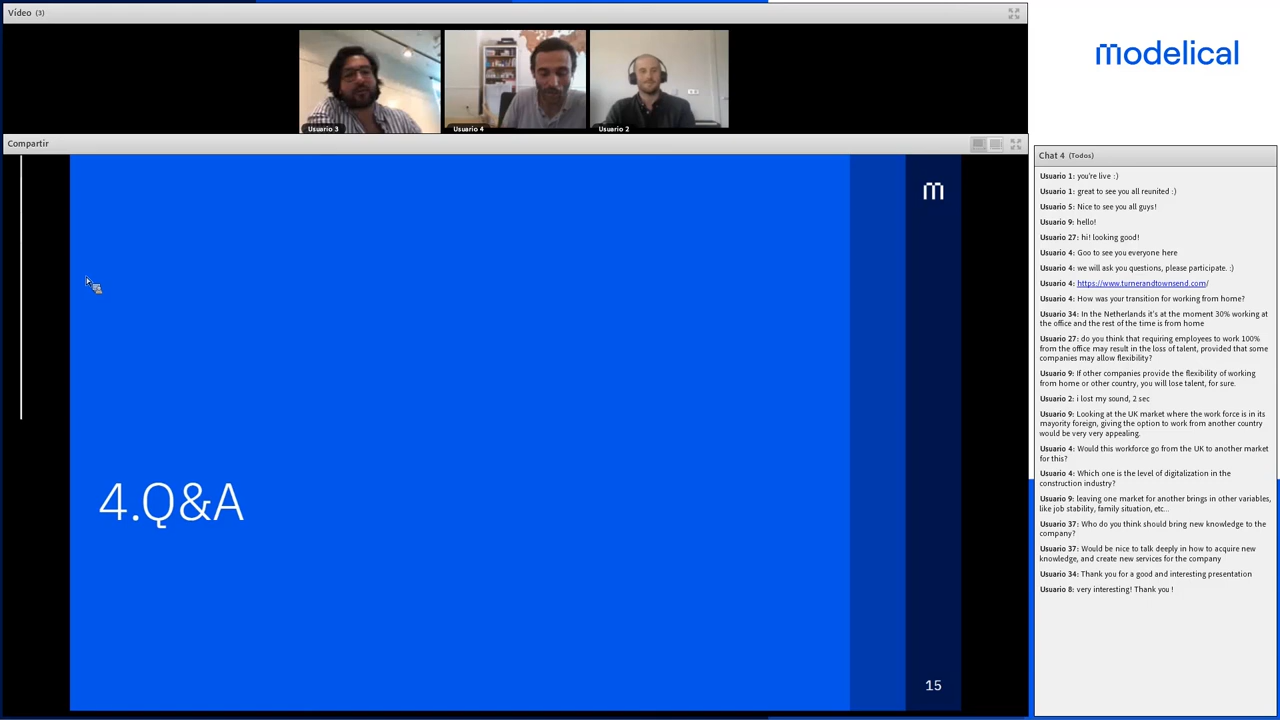 Vídeo (3)
Usuario 3
Usuario 4
Usuario 2
modelical
Compartir
m
4.Q&A
15
Chat 4 (Todos)
Usuario 1: you're live :)
Usuario 1: great to see you all reunited :)
Usuario 5: Nice to see you all guys!
Usuario 9: hello!
Usuario 27: hi! looking good!
Usuario 4: Goo to see you everyone here
Usuario 4: we will ask you questions, please participate. :)
Usuario 4: https://www.turnerandtownsend.com/
Usuario 4: How was your transition for working from home?
Usuario 34: In the Netherlands it's at the moment 30% working at
the office and the rest of the time is from home
Usuario 27: do you think that requiring employees to work 100%
from the office may result in the loss of talent, provided that some
companies may allow flexibility?
Usuario 9: If other companies provide the flexibility of working
from home or other country, you will lose talent, for sure.
Usuario 2: i lost my sound, 2 sec
Usuario 9: Looking at the UK market where the work force is in its
mayority foreign, giving the option to work from another country
would be very very appealing.
Usuario 4: Would this workforce go from the UK to another market
for this?
Usuario 4: Which one is the level of digitalization in the
construction industry?
Usuario 9: leaving one market for another brings in other variables,
like job stability, family situation, etc...
Usuario 37: Who do you think should bring new knowledge to the
company?
Usuario 37: Would be nice to talk deeply in how to acquire new
knowledge, and create new services for the company
Usuario 34: Thank you for a good and interesting presentation
Usuario 8: very interesting! Thank you !